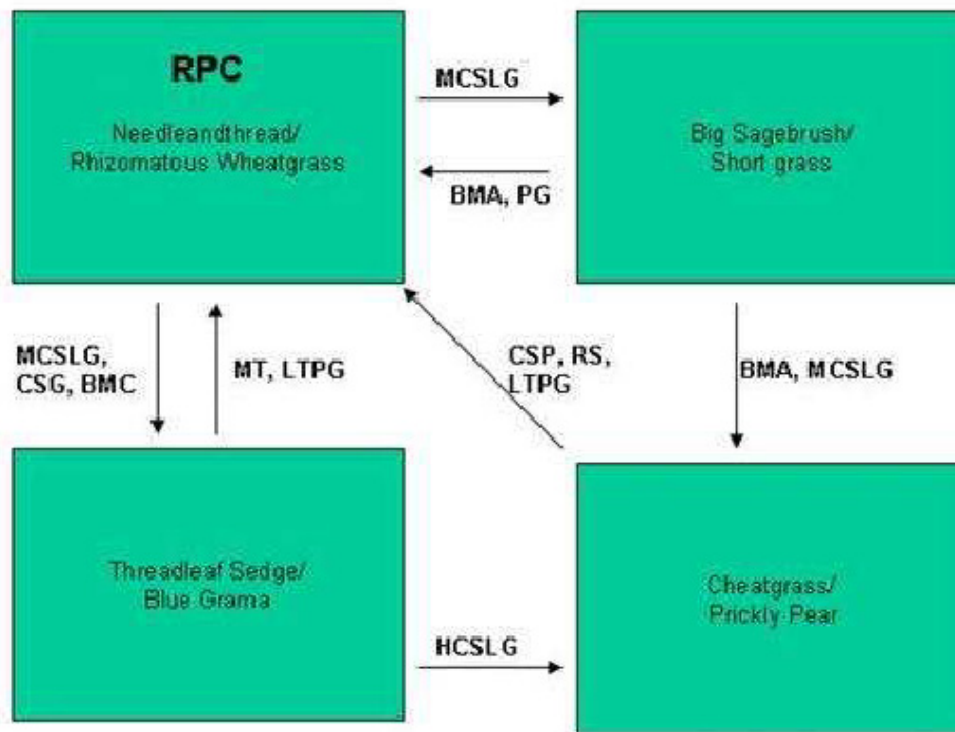 RPC
Needleandthread/
Rhizomatous Wheatgrass
MCSLG
BMA, PG
Big Sagebrush/
Short grass
MCSLG,
CSG, BMC
MT, LTPG
CSP, RS,
LTPG
BMA, MCSLG
Threadleaf Sedge/
Blue Grama
HCSLG
Cheatgrass/
Prickly Pear